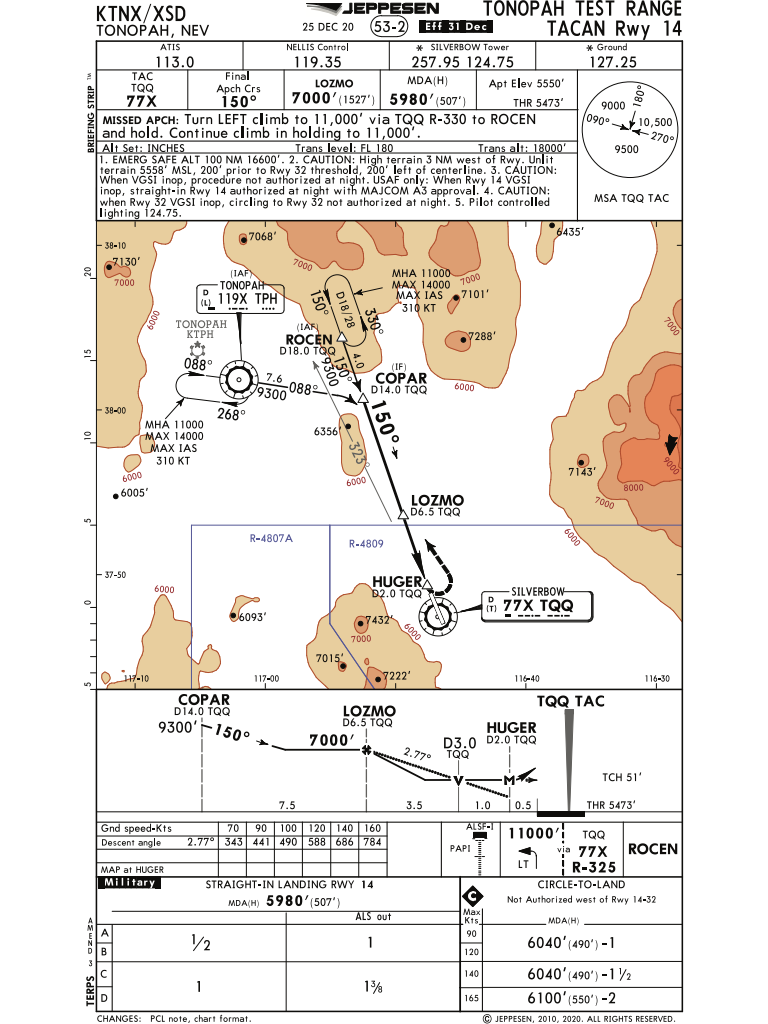 KTNX/XSD
JEPPESEN
TONOPAH TEST RANGE
TONOPAH, NEV
25 DEC 20
53-2
Eff 31 Dec
TACAN Rwy 14
ATIS
113.0
NELLIS Control
119.35
* SILVERBOW Tower
257.95 124.75
* Ground
127.25
BRIEFING STRIP TM
TAC
TQQ
77X
Final
Apch Crs
150°
LOZMO
7000'(1527')
MDA(H)
5980'(507')
Apt Elev 5550'
THR 5473'
MISSED APCH: Turn LEFT climb to 11,000' via TQQ R-330 to ROCEN
and hold. Continue climb in holding to 11,000'.
Alt Set: INCHES
Trans level: FL 180
Trans alt: 18000'
1. EMERG SAFE ALT 100 NM 16600'. 2. CAUTION: High terrain 3 NM west of Rwy. Unlit
terrain 5558' MSL, 200' prior to Rwy 32 threshold, 200' left of centerline. 3. CAUTION:
When VGSI inop, procedure not authorized at night. USAF only: When Rwy 14 VGSI
inop, straight-in Rwy 14 authorized at night with MAJCOM A3 approval. 4. CAUTION:
when Rwy 32 VGSI inop, circling to Rwy 32 not authorized at night. 5. Pilot controlled
lighting 124.75.
9000
180°
090°
10,500
270°
9500
MSA TQQ TAC
38-10
7068'
6435'
7130'
7000
7000
7000
6000
6000
20
(IAF)
TONOPAH
D
(L)
119X TPH
MHA 11000
MAX 14000
MAX IAS
310 KT
7101'
150°
D18/28
330°
TONOPAH
KTPH
(IAF)
ROCEN
D18.0 TQQ
7288'
15
088°
7.6
9300
088°
9300
4.0
150°
(IF)
COPAR
D14.0 TQQ
6000
268°
38-00
MHA 11000
MAX 14000
MAX IAS
310 KT
150°
6356'
323°
10
6000
6000
6005'
7143'
9000
8000
7000
6000
LOZMO
D6.5 TQQ
5
R-4807A
R-4809
37-50
HUGER
D2.0 TQQ
SILVERBOW
D
(T)
77X TQQ
6000
0
6093'
7432'
7000
6000
7015'
7222'
5
117-10
117-00
116-40
116-30
COPAR
D14.0 TQQ
9300'
150°
LOZMO
D6.5 TQQ
7000'
2.77°
D3.0
TQQ
HUGER
D2.0 TQQ
TQQ TAC
V
M
TCH 51'
7.5
3.5
1.0
0.5
THR 5473'
Gnd speed-Kts 70 90 100 120 140 160
Descent angle 2.77° 343 441 490 588 686 784
MAP at HUGER
ALSF-I
PAPI
11000'
LT
via
TQQ
77X
R-325
ROCEN
Military
STRAIGHT-IN LANDING RWY 14
MDA(H) 5980'(507')
ALS out
C
CIRCLE-TO-LAND
Not Authorized west of Rwy 14-32
Max
Kts
MDA(H)
A
B
1/2
1
90
120
6040'(490')-1
C
D
1
1 3/8
140
6040'(490')-1 1/2
165
6100'(550')-2
AMEND 3
TERPS
CHANGES: PCL note, chart format.
© JEPPESEN, 2010, 2020. ALL RIGHTS RESERVED.